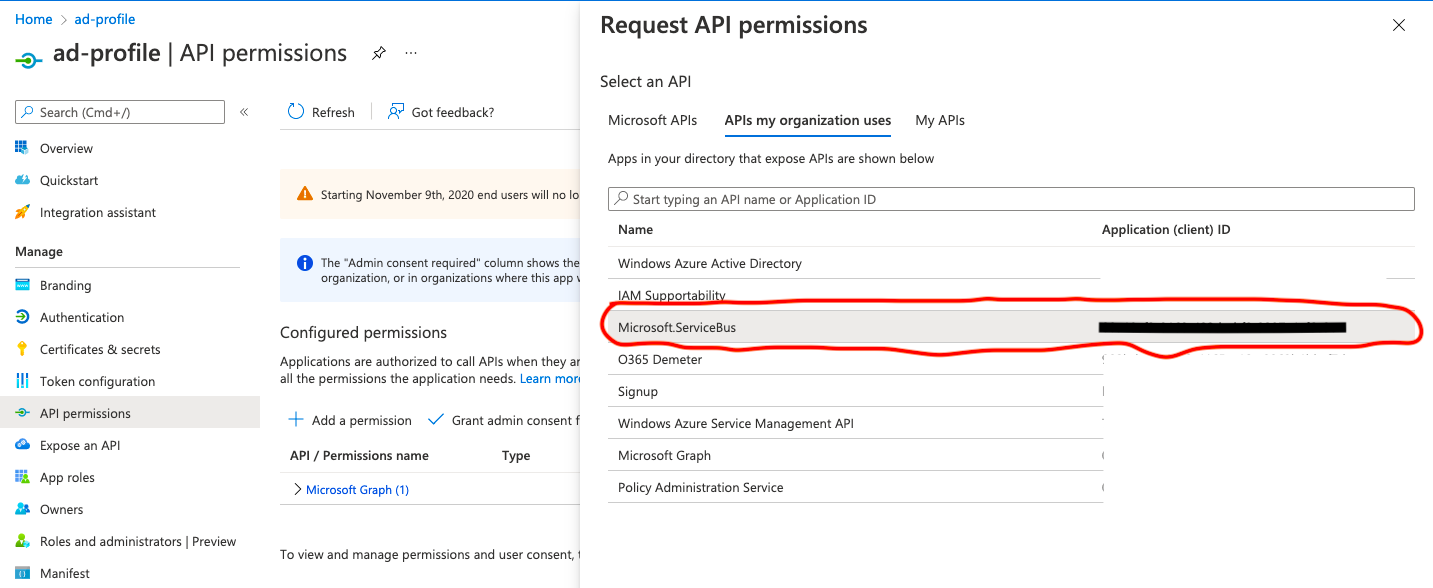 Home > ad-profile
ad-profile | API permissions
Search (Cmd+/)
Overview
Quickstart
Integration assistant
Manage
Branding
Authentication
Certificates & secrets
Token configuration
API permissions
Expose an API
App roles
Owners
Roles and administrators | Preview
Manifest
Refresh
Got feedback?
Starting November 9th, 2020 end users will no lo
The "Admin consent required" column shows the
organization, or in organizations where this app
Configured permissions
Applications are authorized to call APIs when they ar
all the permissions the application needs. Learn more
Add a permission
Grant admin consent f
API / Permissions name Type
Microsoft Graph (1)
To view and manage permissions and user consent,
Request API permissions
Select an API
Microsoft APIs
APIs my organization uses
My APIs
Apps in your directory that expose APIs are shown below
Start typing an API name or Application ID
Name Application (client) ID
Windows Azure Active Directory
IAM Supportability
Microsoft.ServiceBus
O365 Demeter
Signup
Windows Azure Service Management API
Microsoft Graph
Policy Administration Service